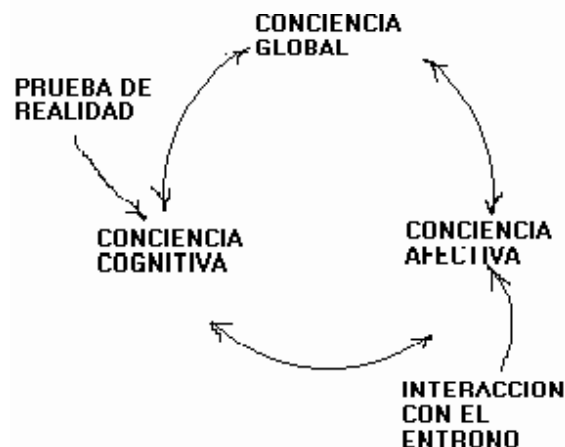 CONCIENCIA
GLOBAL
PRUEBA DE
REALIDAD
CONCIENCIA
COGNITIVA
CONCIENCIA
AFECTIVA
INTERACCION
CON EL
ENTRONO